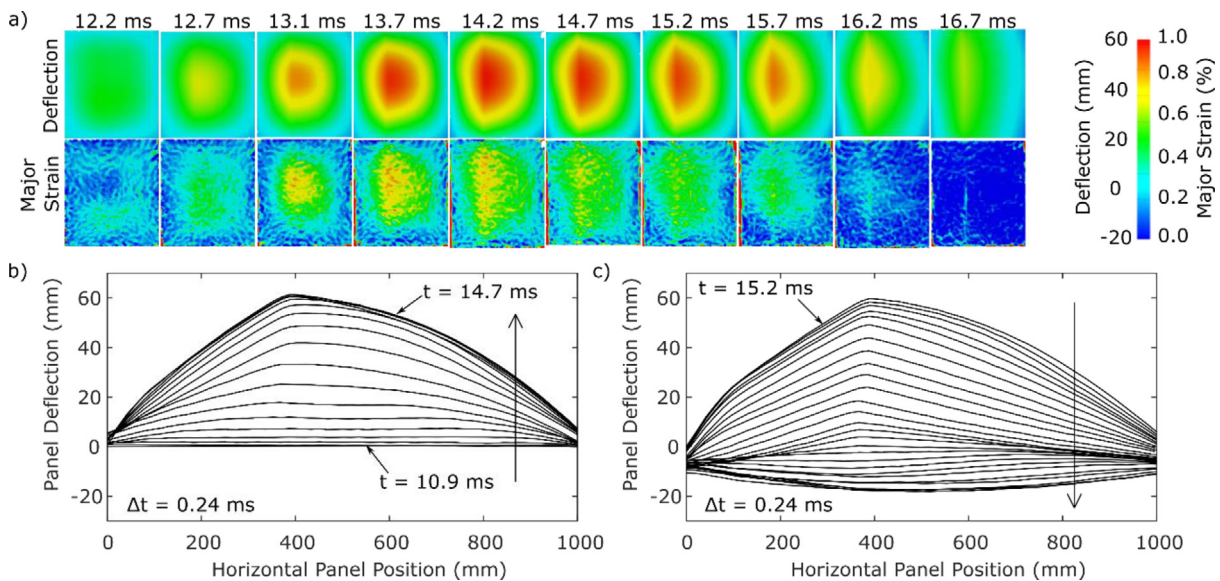 a)
12.2 ms 12.7 ms 13.1 ms 13.7 ms 14.2 ms 14.7 ms 15.2 ms 15.7 ms 16.2 ms 16.7 ms
Deflection
Major
Strain
60
40
20
0
-20
Deflection (mm)
1.0
0.8
0.6
0.4
0.2
0.0
Major Strain (%)
b)
Panel Deflection (mm)
60
40
20
0
-20
t = 14.7 ms
t = 10.9 ms
Δt = 0.24 ms
0 200 400 600 800 1000
Horizontal Panel Position (mm)
c)
Panel Deflection (mm)
60
40
20
0
-20
t = 15.2 ms
Δt = 0.24 ms
0 200 400 600 800 1000
Horizontal Panel Position (mm)